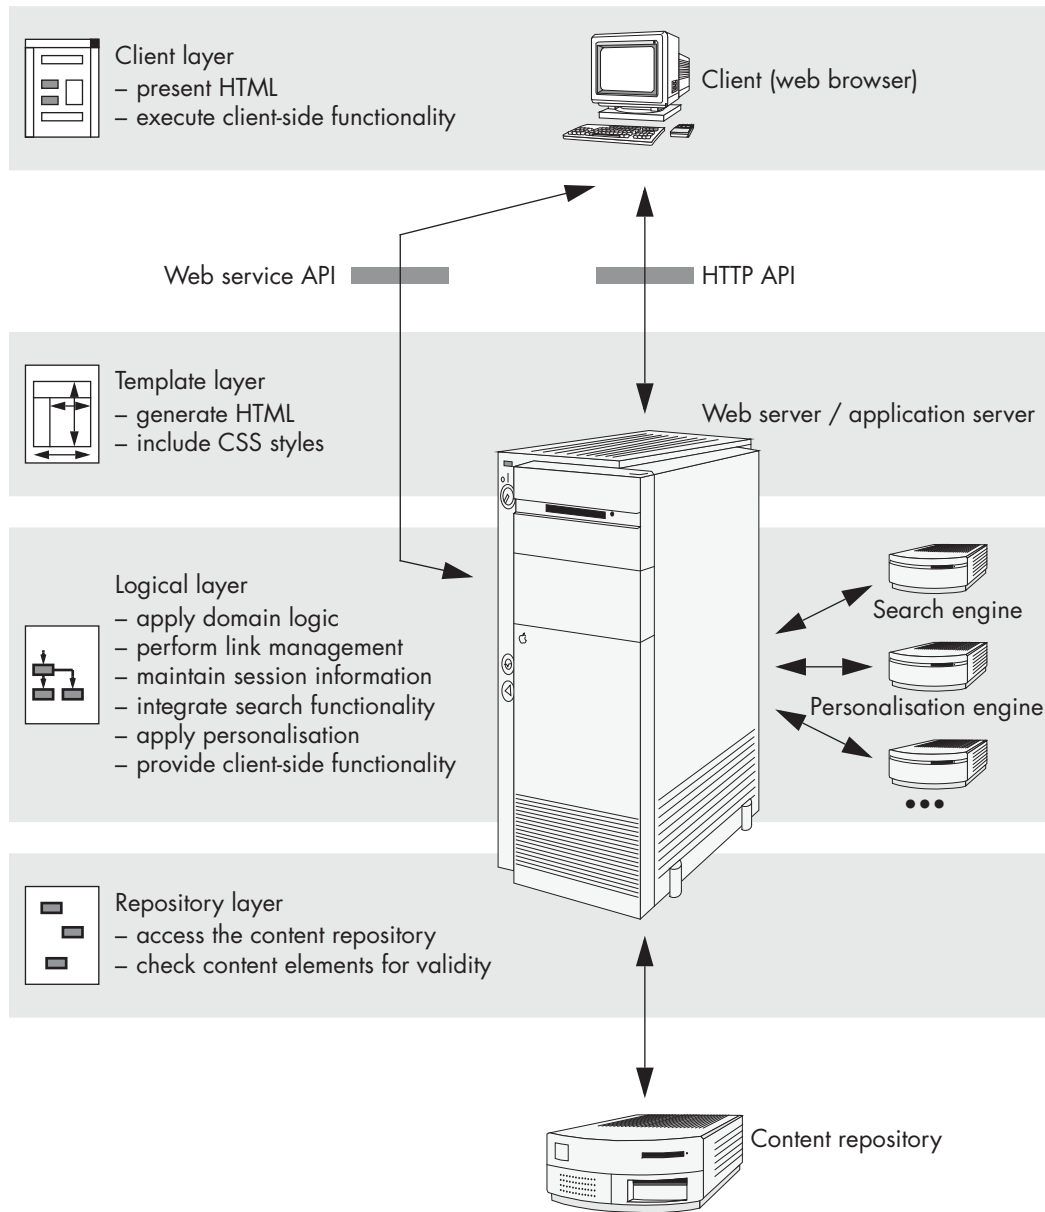 Client layer
– present HTML
– execute client-side functionality
Client (web browser)
Web service API
HTTP API
Template layer
– generate HTML
– include CSS styles
Web server / application server
Logical layer
– apply domain logic
– perform link management
– maintain session information
– integrate search functionality
– apply personalisation
– provide client-side functionality
Search engine
Personalisation engine
Repository layer
– access the content repository
– check content elements for validity
Content repository